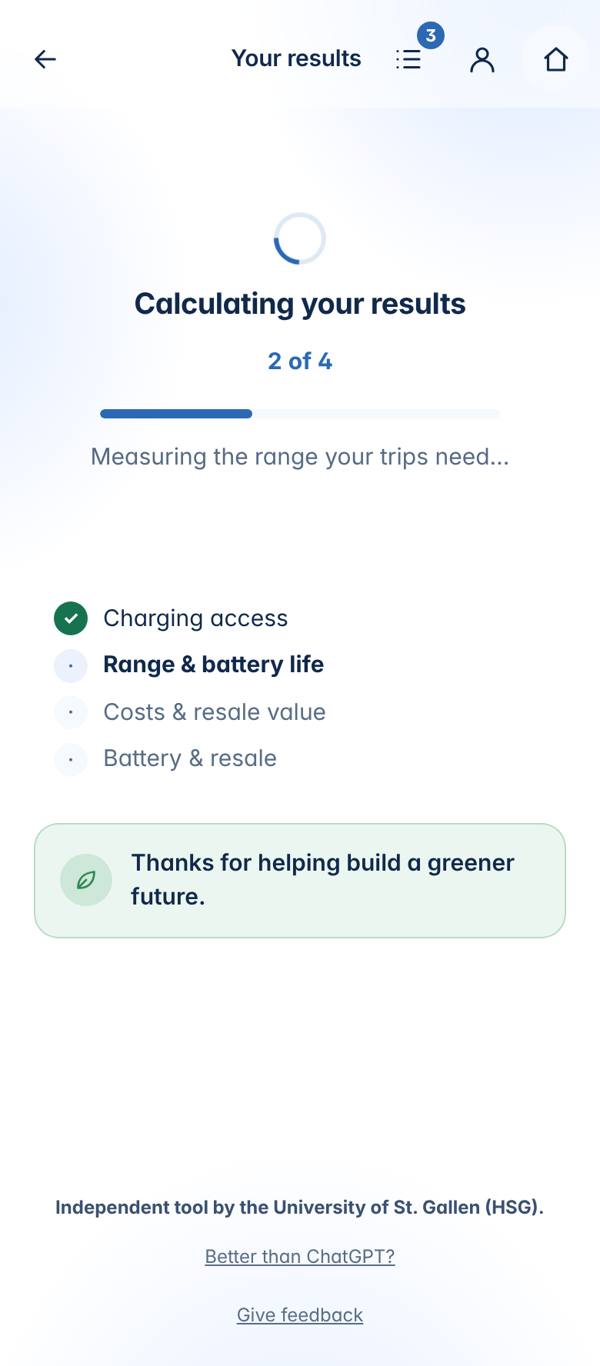 Your results
3
Calculating your results
2 of 4
Measuring the range your trips need...
Charging access
Range & battery life
Costs & resale value
Battery & resale
Thanks for helping build a greener
future.
Independent tool by the University of St. Gallen (HSG).
Better than ChatGPT?
Give feedback